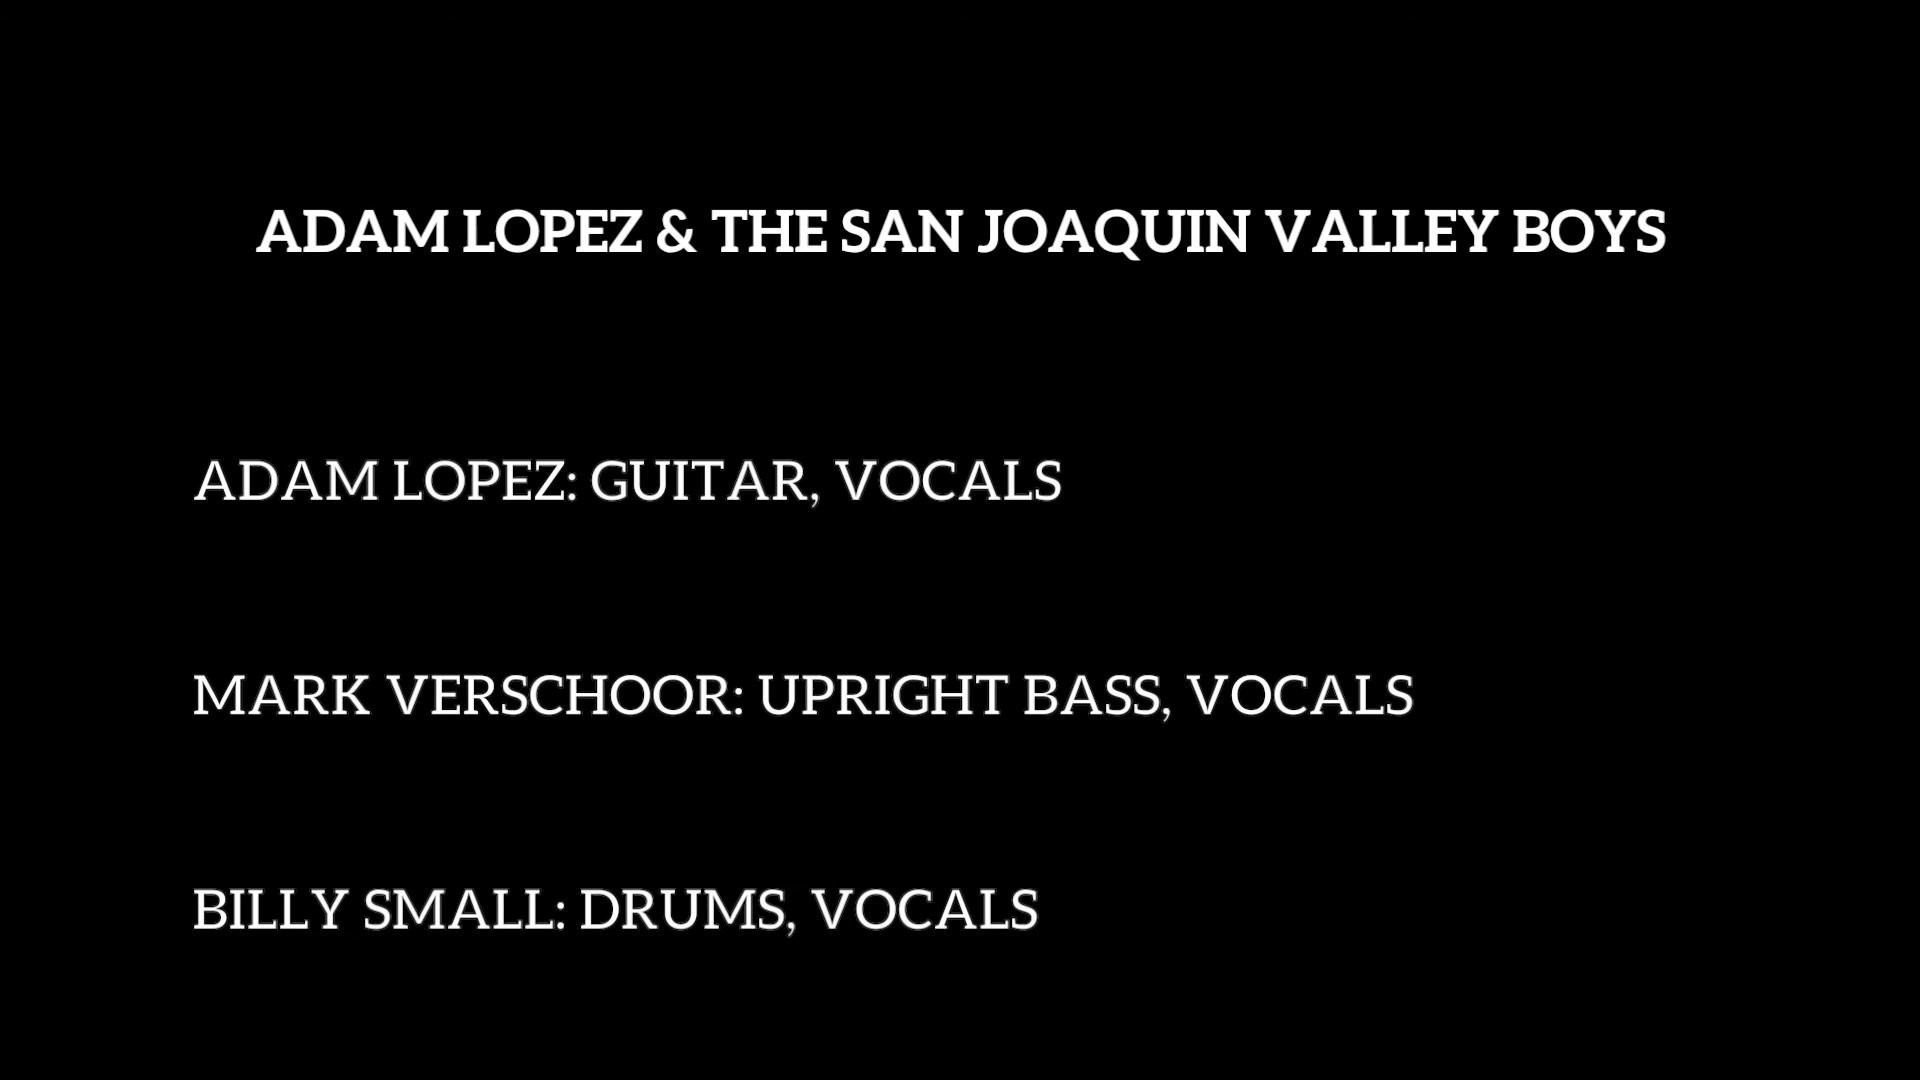 ADAM LOPEZ & THE SAN JOAQUIN VALLEY BOYS
ADAM LOPEZ: GUITAR, VOCALS
MARK VERSCHOOR: UPRIGHT BASS, VOCALS
BILLY SMALL: DRUMS, VOCALS